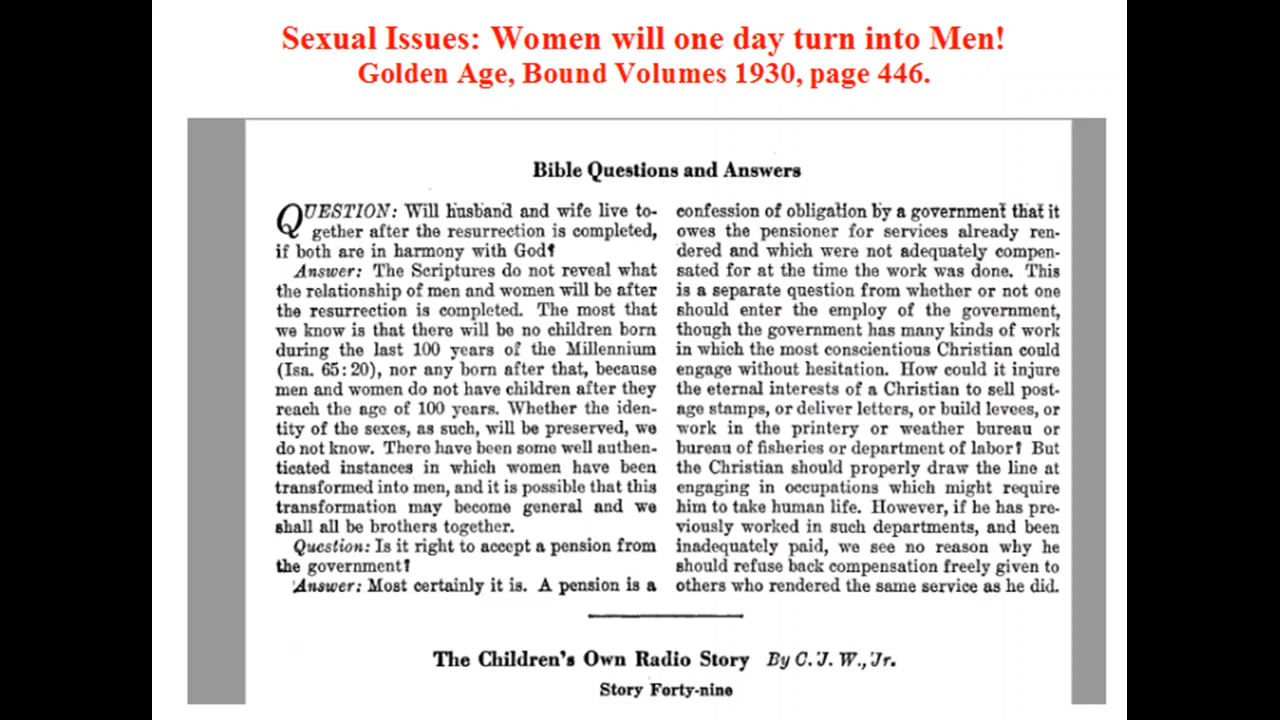 Sexual Issues: Women will one day turn into Men!
Golden Age, Bound Volumes 1930, page 446.
Bible Questions and Answers
QUESTION: Will husband and wife live to-
gether after the resurrection is completed,
if both are in harmony with God?
Answer: The Scriptures do not reveal what
the relationship of men and women will be after
the resurrection is completed. The most that
we know is that there will be no children born
during the last 100 years of the Millennium
(Isa. 65:20), nor any born after that, because
men and women do not have children after they
reach the age of 100 years. Whether the iden-
tity of the sexes, as such, will be preserved, we
do not know. There have been some well authen-
ticated instances in which women have been
transformed into men, and it is possible that this
transformation may become general and we
shall all be brothers together.
Question: Is it right to accept a pension from
the government?
Answer: Most certainly it is. A pension is a
confession of obligation by a government that it
owes the pensioner for services already ren-
dered and which were not adequately compen-
sated for at the time the work was done. This
is a separate question from whether or not one
should enter the employ of the government,
though the government has many kinds of work
in which the most conscientious Christian could
engage without hesitation. How could it injure
the eternal interests of a Christian to sell post-
age stamps, or deliver letters, or build levees, or
work in the printery or weather bureau or
bureau of fisheries or department of labor? But
the Christian should properly draw the line at
engaging in occupations which might require
him to take human life. However, if he has pre-
viously worked in such departments, and been
inadequately paid, we see no reason why he
should refuse back compensation freely given to
others who rendered the same service as he did.
The Children's Own Radio Story By C. J. W., Jr.
Story Forty-nine